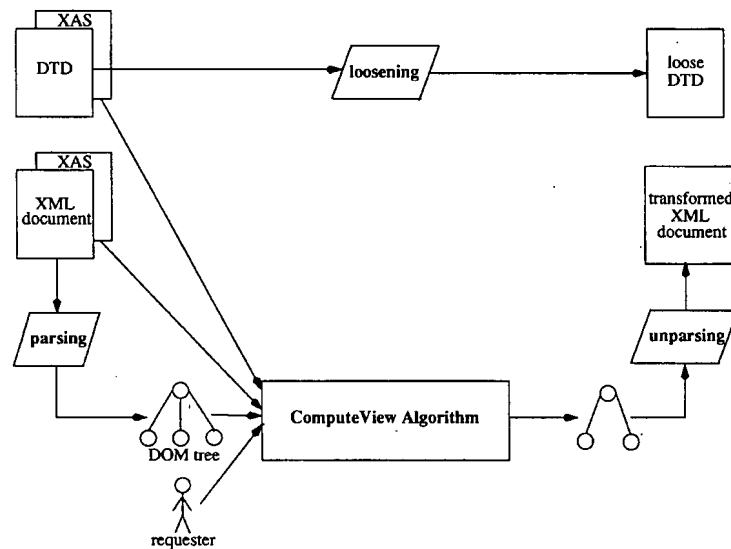 XAS
DTD
loosening
loose
DTD
XAS
XML
document
transformed
XML
document
parsing
unparsing
ComputeView Algorithm
DOM tree
requester